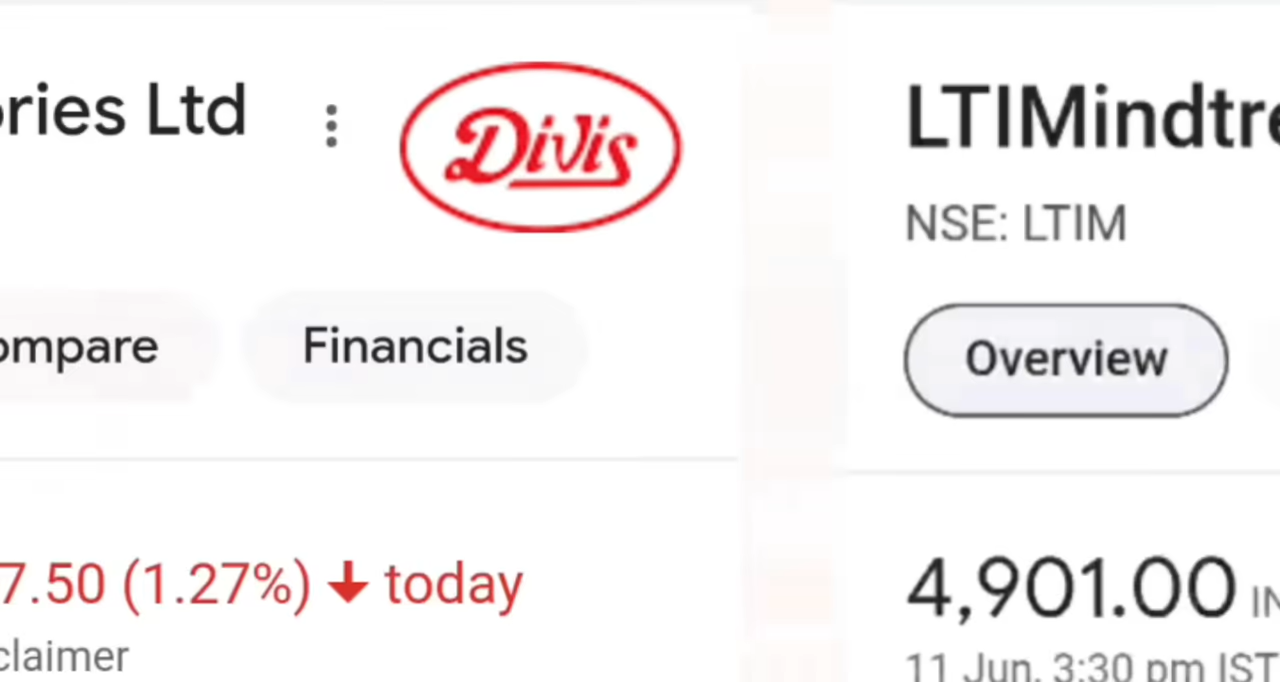 ories Ltd
Divis
ompare
Financials
7.50 (1.27%) ↓ today
claimer
LTIMindtre
NSE: LTIM
Overview
4,901.00 IN
11 Jun, 3:30 pm IST